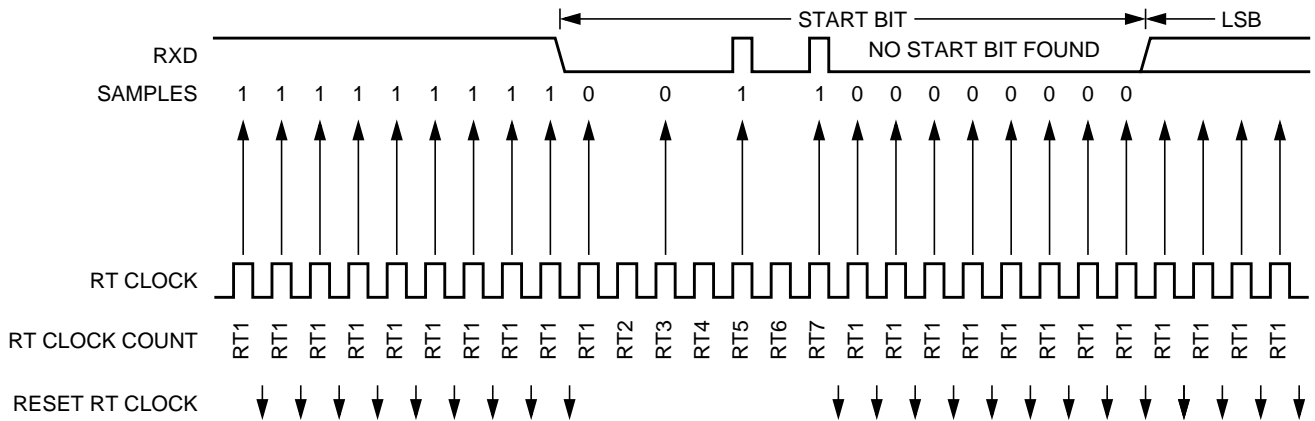 START BIT
LSB
RXD
NO START BIT FOUND
SAMPLES 1 1 1 1 1 1 1 1 1 0 0 1 1 0 0 0 0 0 0 0 0
RT CLOCK
RT CLOCK COUNT RT1 RT1 RT1 RT1 RT1 RT1 RT1 RT1 RT1 RT1 RT2 RT3 RT4 RT5 RT6 RT7 RT1 RT1 RT1 RT1 RT1 RT1 RT1 RT1 RT1 RT1 RT1 RT1
RESET RT CLOCK